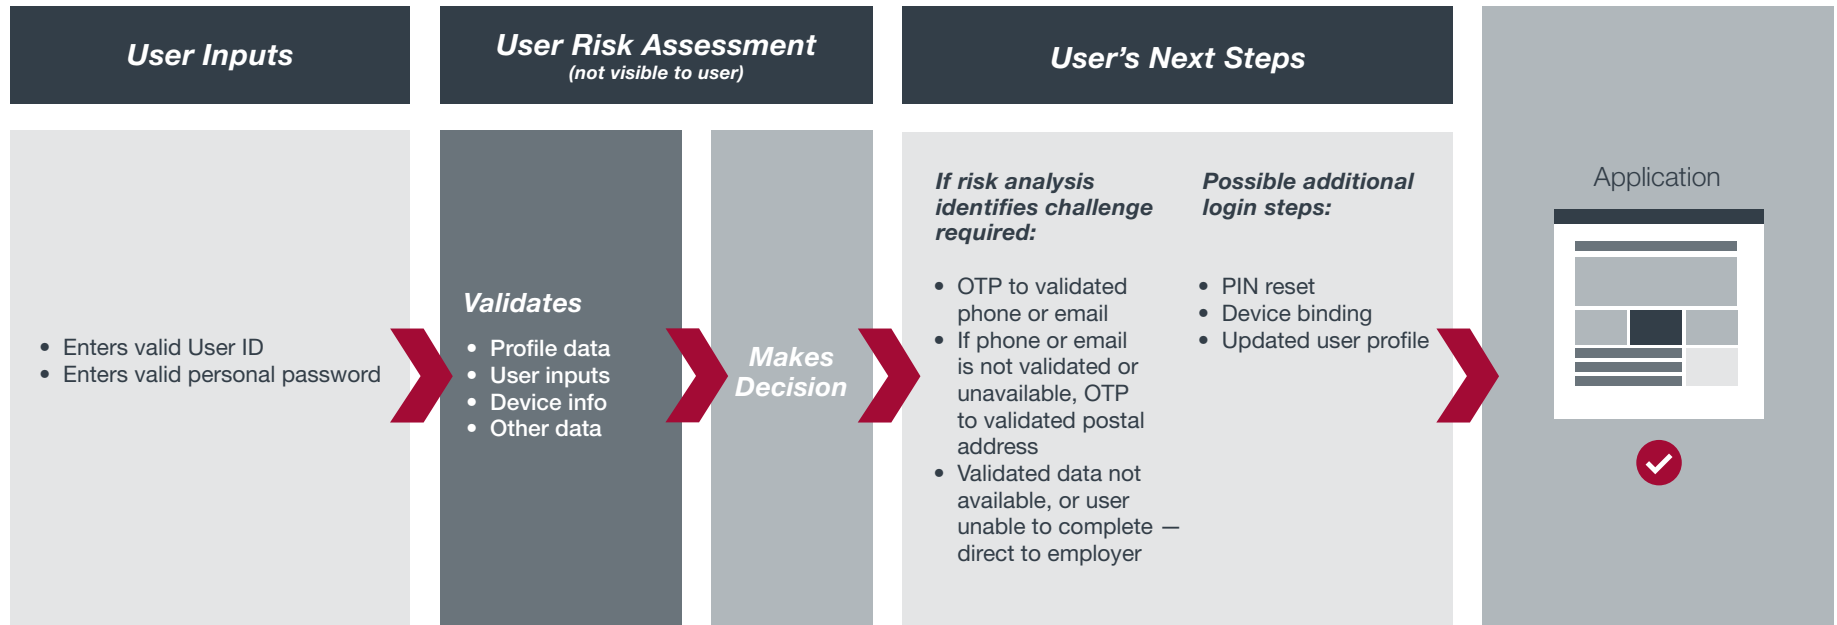 User Inputs
User Risk Assessment
(not visible to user)
User’s Next Steps
• Enters valid User ID
• Enters valid personal password
Validates
• Profile data
• User inputs
• Device info
• Other data
Makes
Decision
If risk analysis
identifies challenge
required:
• OTP to validated
phone or email
• If phone or email
is not validated or
unavailable, OTP
to validated postal
address
• Validated data not
available, or user
unable to complete —
direct to employer
Possible additional
login steps:
• PIN reset
• Device binding
• Updated user profile
Application